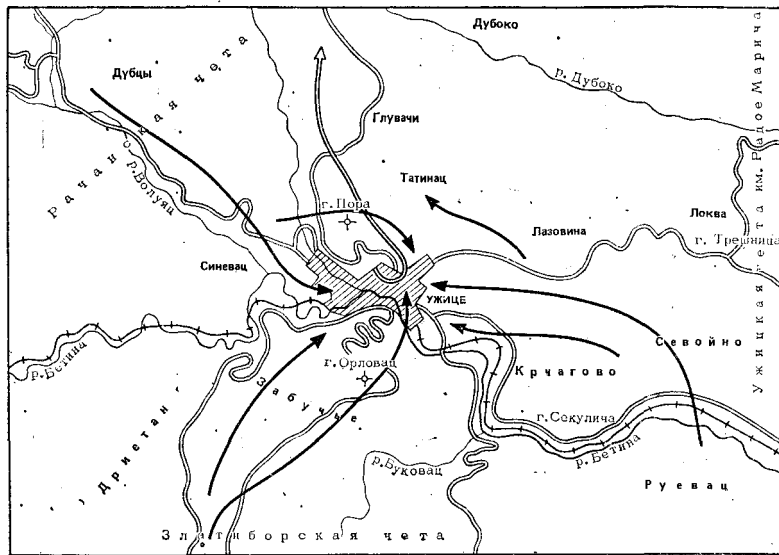 Дубоко
Дубцы
р. Дубоко
Рачанская чета
Глувачи
р. Волуяц
Татинац
г. Пора
Локва
Лазовина
г. Трешница
Синевац
УЖИЦЕ
Ужицкая чета им. Радое Марича
Севойно
р. Бетина
г. Орловац
Крчагово
Забучче
г. Секулича
Дриетан
р. Буковац
р. Бетина
Руевац
Златиборская чета